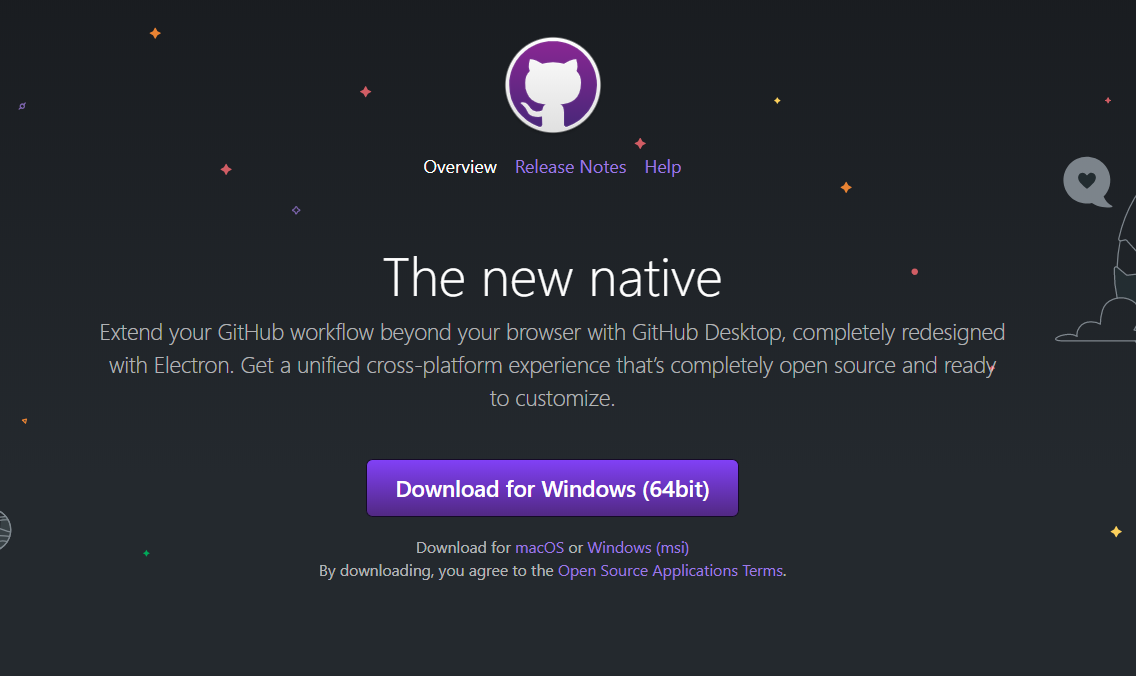 Overview Release Notes Help
The new native
Extend your GitHub workflow beyond your browser with GitHub Desktop, completely redesigned
with Electron. Get a unified cross-platform experience that’s completely open source and ready
to customize.
Download for Windows (64bit)
Download for macOS or Windows (msi)
By downloading, you agree to the Open Source Applications Terms.